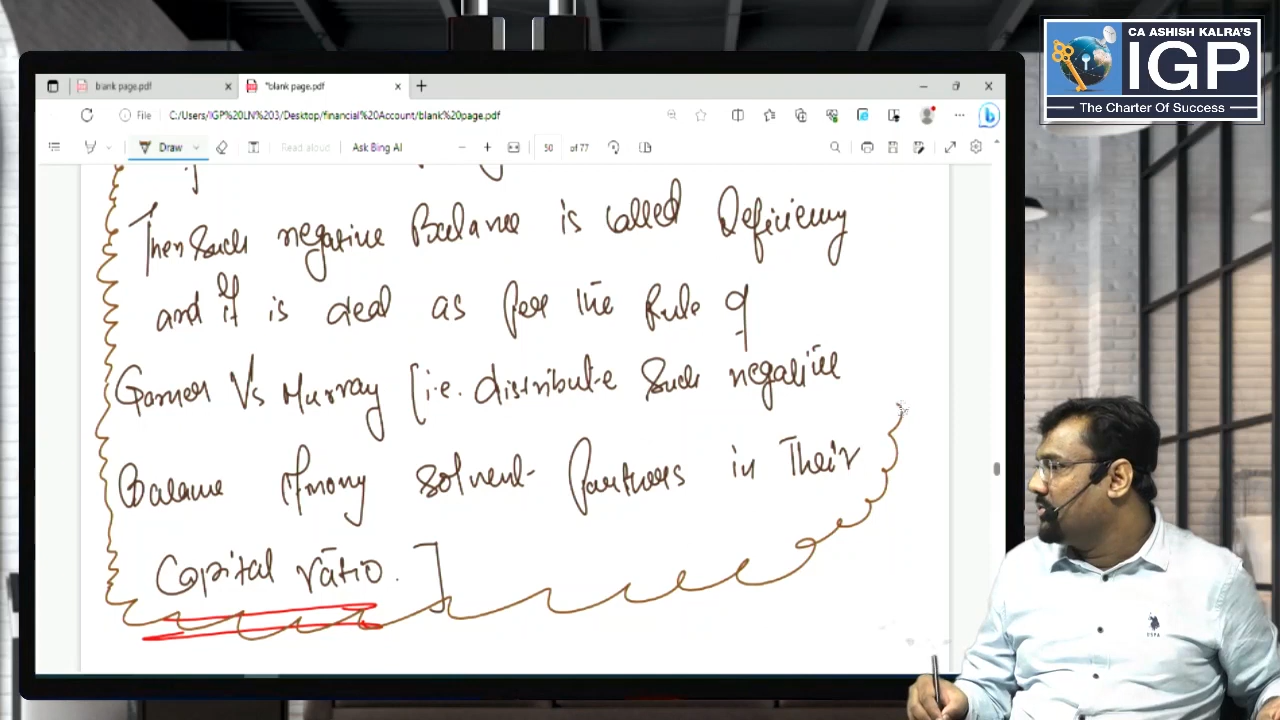 CA ASHISH KALRA'S
IGP
The Charter Of Success
blank page.pdf
*blank page.pdf
File
C:/Users/IGP%20LN%203/Desktop/financial%20Account/blank%20page.pdf
Draw
Read aloud
Ask Bing AI
50 of 77
Then Such negative Balance is called Deficiency
and it is deal as per the Rule of
Garner Vs Murray [i.e. distribute such negative
Balance Among solvent Partners in Their
Capital ratio.]
USPA